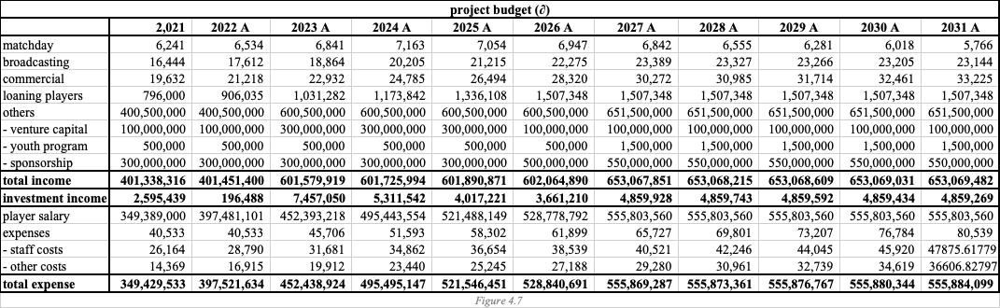 project budget (∂)
2,021 2022 A 2023 A 2024 A 2025 A 2026 A 2027 A 2028 A 2029 A 2030 A 2031 A
matchday 6,241 6,534 6,841 7,163 7,054 6,947 6,842 6,555 6,281 6,018 5,766
broadcasting 16,444 17,612 18,864 20,205 21,215 22,275 23,389 23,327 23,266 23,205 23,144
commercial 19,632 21,218 22,932 24,785 26,494 28,320 30,272 30,985 31,714 32,461 33,225
loaning players 796,000 906,035 1,031,282 1,173,842 1,336,108 1,507,348 1,507,348 1,507,348 1,507,348 1,507,348 1,507,348
others 400,500,000 400,500,000 600,500,000 600,500,000 600,500,000 600,500,000 651,500,000 651,500,000 651,500,000 651,500,000 651,500,000
- venture capital 100,000,000 100,000,000 300,000,000 300,000,000 300,000,000 100,000,000 100,000,000 100,000,000 100,000,000 100,000,000 100,000,000
- youth program 500,000 500,000 500,000 500,000 500,000 500,000 1,500,000 1,500,000 1,500,000 1,500,000 1,500,000
- sponsorship 300,000,000 300,000,000 300,000,000 300,000,000 300,000,000 500,000,000 550,000,000 550,000,000 550,000,000 550,000,000 550,000,000
total income 401,338,316 401,451,400 601,579,919 601,725,994 601,890,871 602,064,890 653,067,851 653,068,215 653,068,609 653,069,031 653,069,482
investment income 2,595,439 196,488 7,457,050 5,311,542 4,017,221 3,661,210 4,859,928 4,859,743 4,859,592 4,859,434 4,859,269
player salary 349,389,000 397,481,101 452,393,218 495,443,554 521,488,149 528,778,792 555,803,560 555,803,560 555,803,560 555,803,560 555,803,560
expenses 40,533 40,533 45,706 51,593 58,302 61,899 65,727 69,801 73,207 76,784 80,539
- staff costs 26,164 28,790 31,681 34,862 36,654 38,539 40,521 42,246 44,045 45,920 47875.61779
- other costs 14,369 16,915 19,912 23,440 25,245 27,188 29,280 30,961 32,739 34,619 36606.82797
total expense 349,429,533 397,521,634 452,438,924 495,495,147 521,546,451 528,840,691 555,869,287 555,873,361 555,876,767 555,880,344 555,884,099
Figure 4.7